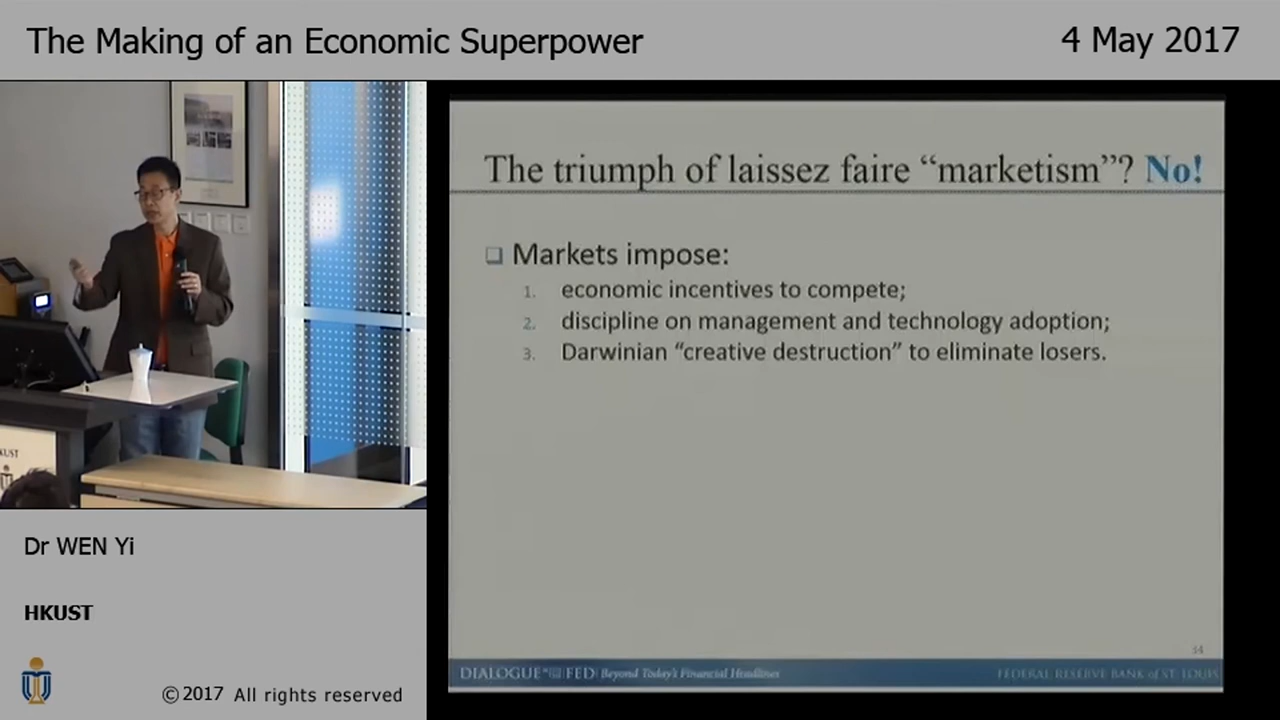 The Making of an Economic Superpower
4 May 2017
The triumph of laissez faire “marketism”? No!
❑ Markets impose:
1. economic incentives to compete;
2. discipline on management and technology adoption;
3. Darwinian “creative destruction” to eliminate losers.
34
DIALOGUE WITH THE FED | Beyond Today's Financial Headlines
FEDERAL RESERVE BANK of ST. LOUIS
KUST
Dr WEN Yi
HKUST
©2017 All rights reserved